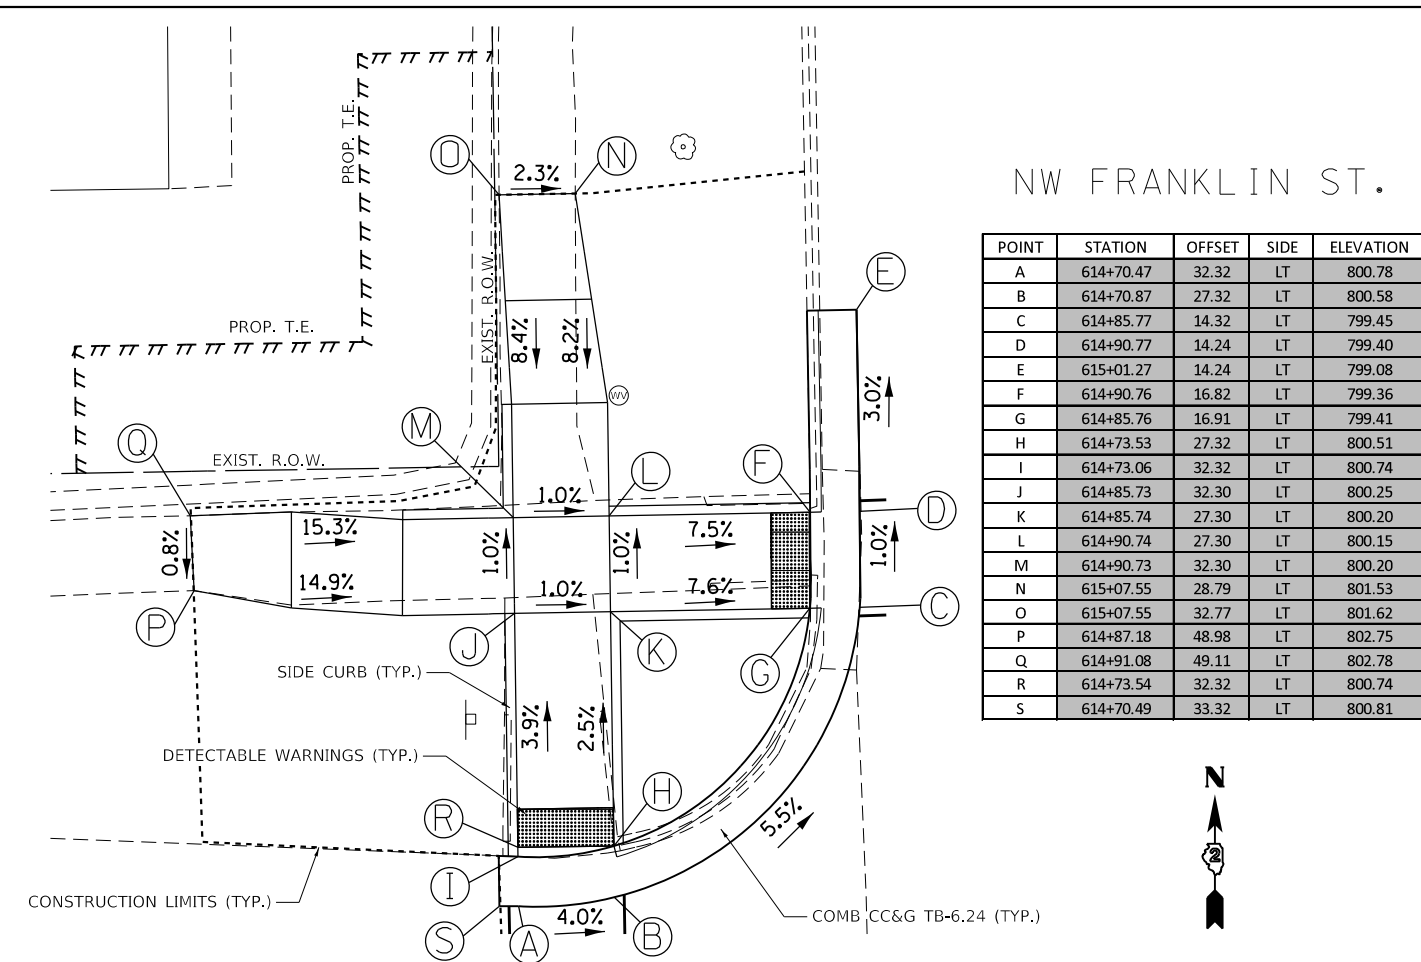 PROP. T.E.
O
2.3%
N
NW FRANKLIN ST.
POINT STATION OFFSET SIDE ELEVATION
A 614+70.47 32.32 LT 800.78
B 614+70.87 27.32 LT 800.58
C 614+85.77 14.32 LT 799.45
D 614+90.77 14.24 LT 799.40
E 615+01.27 14.24 LT 799.08
F 614+90.76 16.82 LT 799.36
G 614+85.76 16.91 LT 799.41
H 614+73.53 27.32 LT 800.51
I 614+73.06 32.32 LT 800.74
J 614+85.73 32.30 LT 800.25
K 614+85.74 27.30 LT 800.20
L 614+90.74 27.30 LT 800.15
M 614+90.73 32.30 LT 800.20
N 615+07.55 28.79 LT 801.53
O 615+07.55 32.77 LT 801.62
P 614+87.18 48.98 LT 802.75
Q 614+91.08 49.11 LT 802.78
R 614+73.54 32.32 LT 800.74
S 614+70.49 33.32 LT 800.81
E
EXIST. R.O.W.
PROP. T.E.
8.4%
8.2%
WV
3.0%
M
Q
EXIST. R.O.W.
L
F
1.0%
D
15.3%
7.5%
0.8%
1.0%
1.0%
1.0%
14.9%
1.0%
7.6%
P
C
J
K
G
SIDE CURB (TYP.)
3.9%
2.5%
DETECTABLE WARNINGS (TYP.)
H
R
5.5%
I
CONSTRUCTION LIMITS (TYP.)
COMB CC&G TB-6.24 (TYP.)
4.0%
S
A
B
N
2